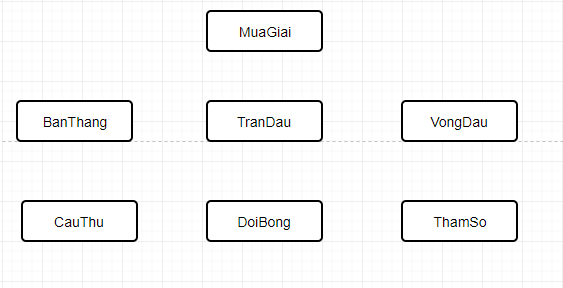 MuaGiai
BanThang
TranDau
VongDau
CauThu
DoiBong
ThamSo